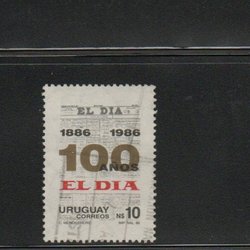 EL DIA
1886 1986
100
AÑOS
EL DIA
URUGUAY
CORREOS N$ 10